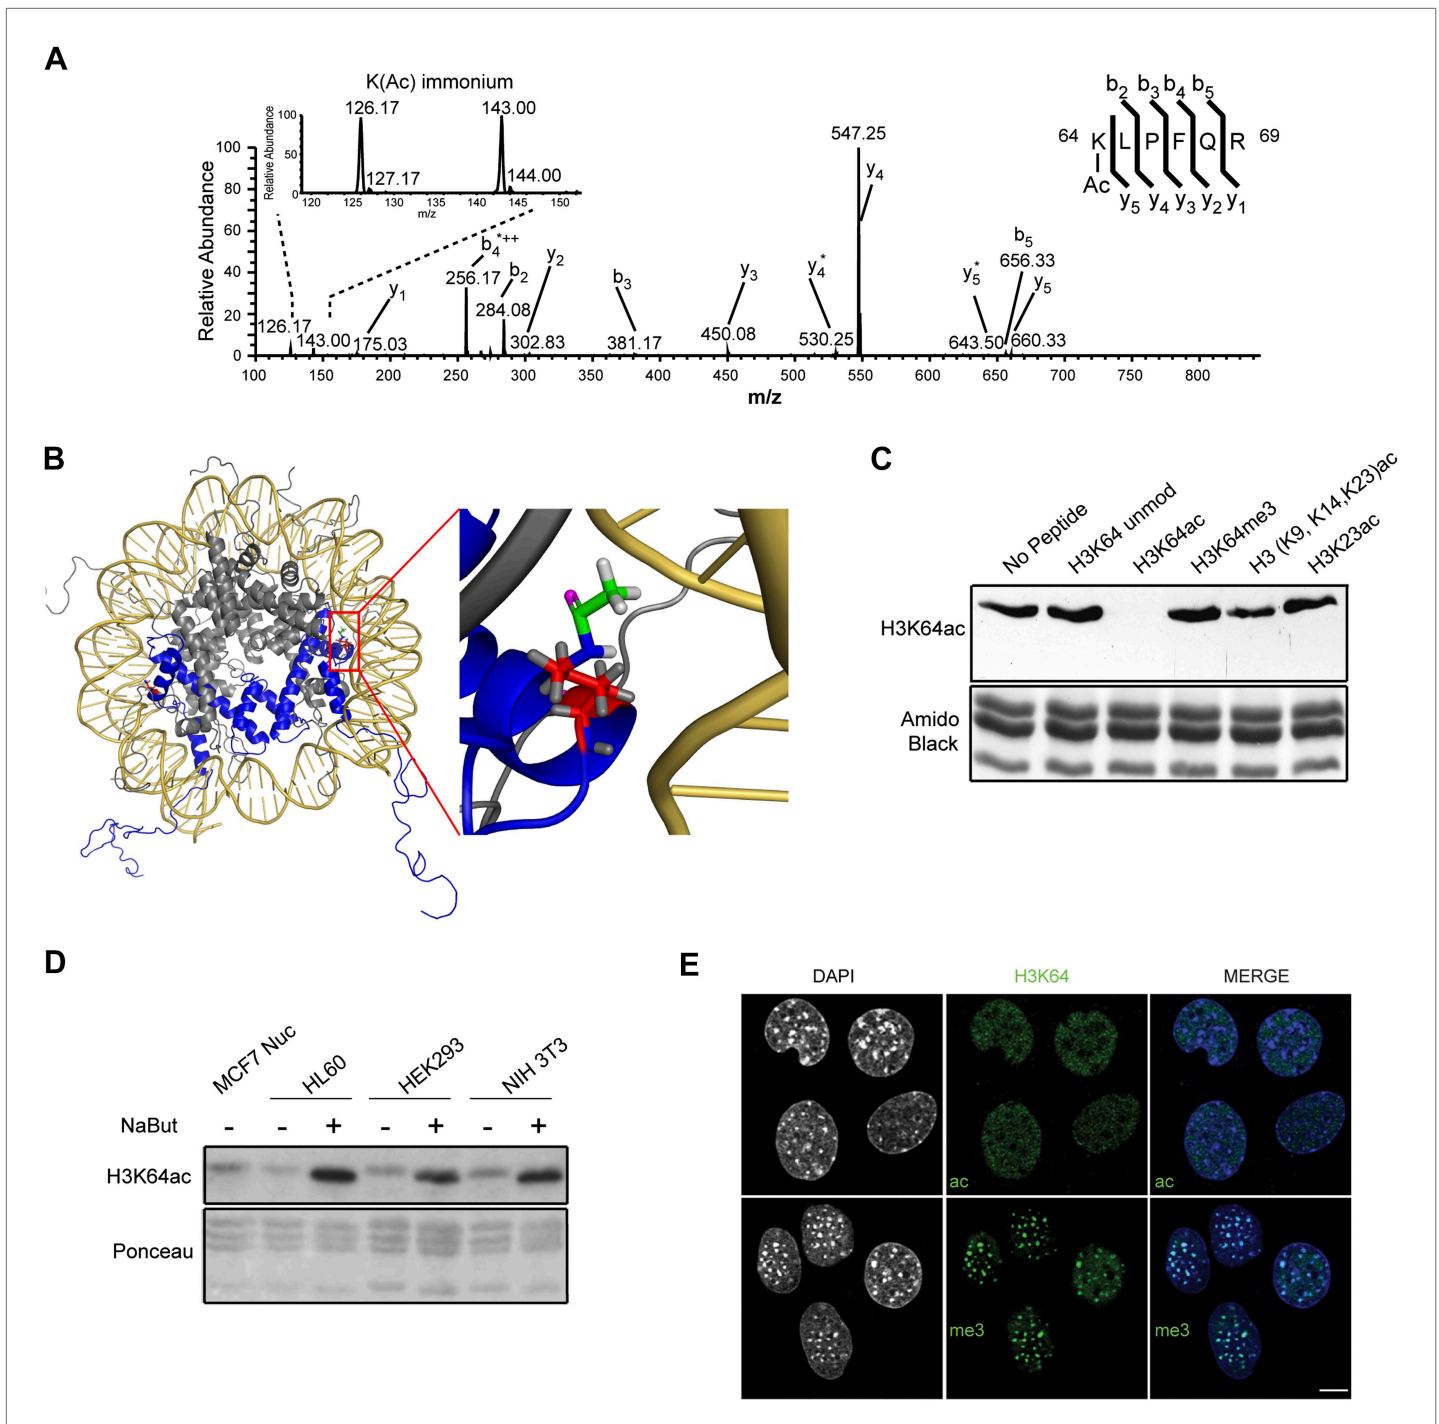 A
K(Ac) immonium
126.17 143.00
127.17 144.00
Relative Abundance
100
50
0
120 125 130 135 140 145 150
m/z
Relative Abundance
100
80
60
40
20
0
126.17
143.00
y1
175.03
b4*++
256.17
b2
284.08
y2
302.83
b3
381.17
y3
450.08
y4*
530.25
547.25
y4
y5*
643.50
b5
656.33
y5
660.33
100 150 200 250 300 350 400 450 500 550 600 650 700 750 800
m/z
b2 b3 b4 b5
64 K L P F Q R 69
Ac
y5 y4 y3 y2 y1
B
C
No Peptide
H3K64 unmod
H3K64ac
H3K64me3
H3 (K9, K14,K23)ac
H3K23ac
H3K64ac
Amido
Black
D
MCF7 Nuc
HL60
HEK293
NIH 3T3
NaBut - - + - + - +
H3K64ac
Ponceau
E
DAPI H3K64 MERGE
ac ac
me3 me3